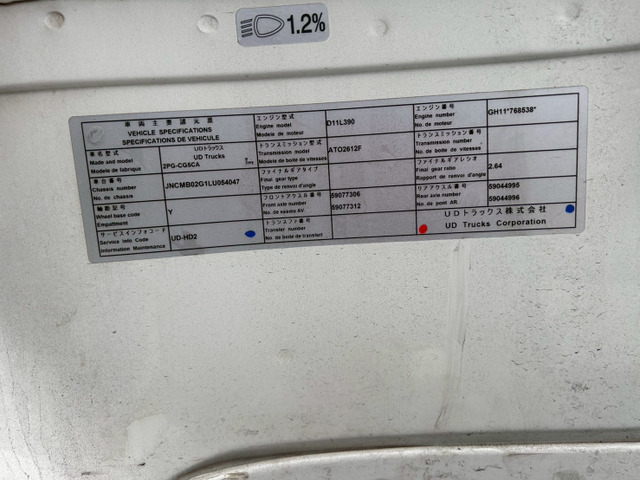 1.2%
車両主要諸元表
VEHICLE SPECIFICATIONS
SPECIFICATIONS DE VEHICULE
車名型式
Make and model
Modele de fabrique
UDトラックス
UD Trucks
2PG-CG5CA
車台番号
Chassis number
No. de chassis
JNCMB02G1LU054047
Wheel base code
Empattment
Y
サービスインフォコード
Service Info Code
Information Maintenance
UD-HD2
エンジン型式
Engine model
Modele de moteur
D11L390
トランスミッション型式
Transmission model
Modele de boite de vitesses
ATO2612F
ファイナルギアタイプ
Final gear type
Type de renvoi d'angle
フロントアクスル番号
Front axle number
No. de essieu AV
59077306
59077312
トランスファ番号
Transfer number
No. de boite de transfert
エンジン番号
Engine number
No. de moteur
GH11*768538*
トランスミッション番号
Transmission number
No. de boite de vitesses
ファイナルギアレシオ
Final gear ratio
Rapport de renvoi d'angle
2.64
リアアクスル番号
Rear axle number
No. de pont AR.
59044995
59044996
UDトラックス株式会社
UD Trucks Corporation